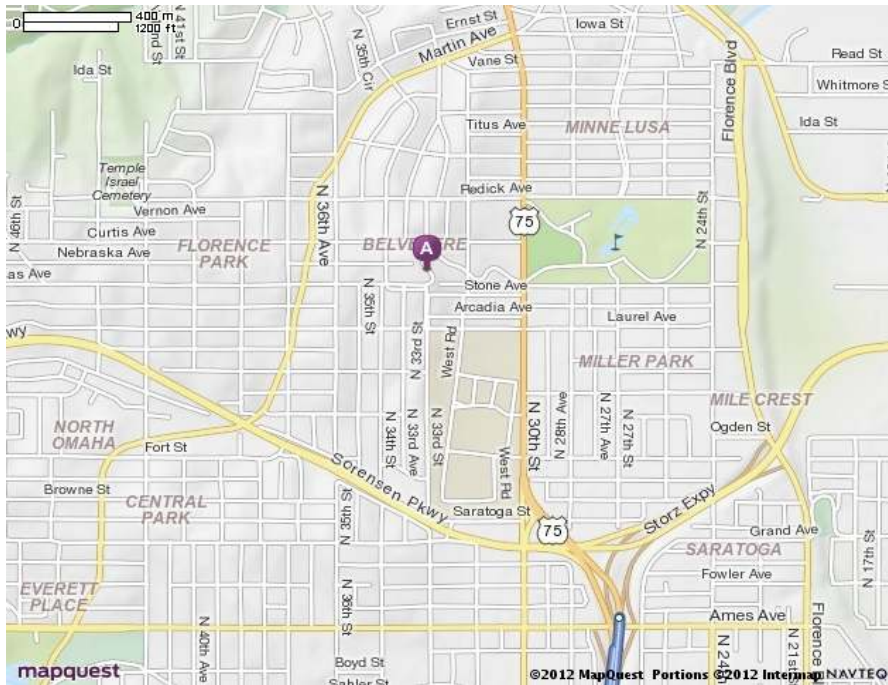 0
400 m
1200 ft
N 41st St
N 35th Cir
Ernst St
Iowa St
Martin Ave
Vane St
Florence Blvd
Read St
Whitmore S
Ida St
Ida St
Titus Ave
MINNE LUSA
Temple
Israel
Cemetery
Redick Ave
N 36th Ave
N 46th St
Vernon Ave
Curtis Ave
Nebraska Ave
FLORENCE
PARK
75
N 24th St
A
as Ave
Stone Ave
Arcadia Ave
Laurel Ave
N 35th St
N 33rd St
West Rd
wy
MILLER PARK
MILE CREST
NORTH
OMAHA
Fort St
N 34th St
N 33rd Ave
N 33rd St
N 30th St
N 28th Ave
N 27th Ave
N 27th St
Ogden St
West Rd
Sorensen Pkwy
Browne St
CENTRAL
PARK
N 35th St
Saratoga St
75
Storz Expy
Grand Ave
SARATOGA
N 17th St
Fowler Ave
EVERETT
PLACE
N 36th St
N 40th Ave
Ames Ave
Florence
N 21st St
N 24th
Boyd St
Sahler St
mapquest
©2012 MapQuest Portions ©2012 Intermap NAVTEQ